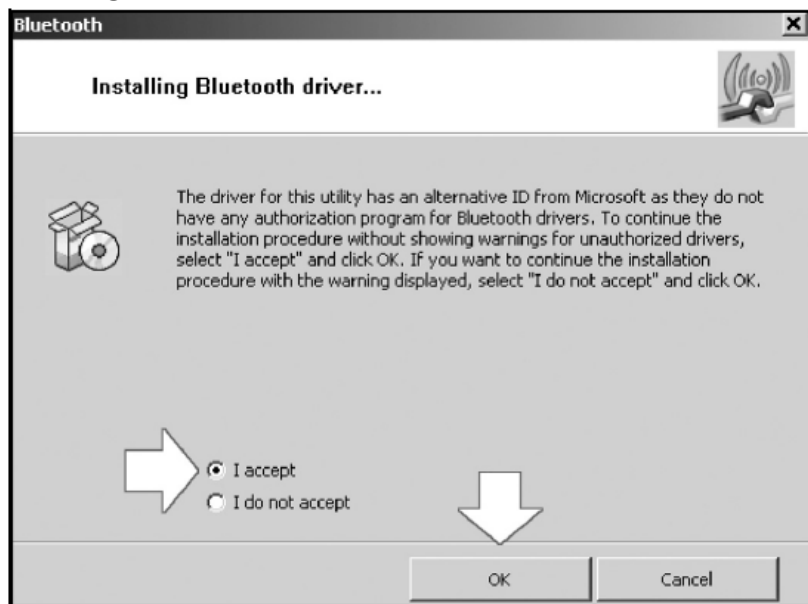 Bluetooth
Installing Bluetooth driver...
The driver for this utility has an alternative ID from Microsoft as they do not
have any authorization program for Bluetooth drivers. To continue the
installation procedure without showing warnings for unauthorized drivers,
select "I accept" and click OK. If you want to continue the installation
procedure with the warning displayed, select "I do not accept" and click OK.
I accept
I do not accept
OK
Cancel